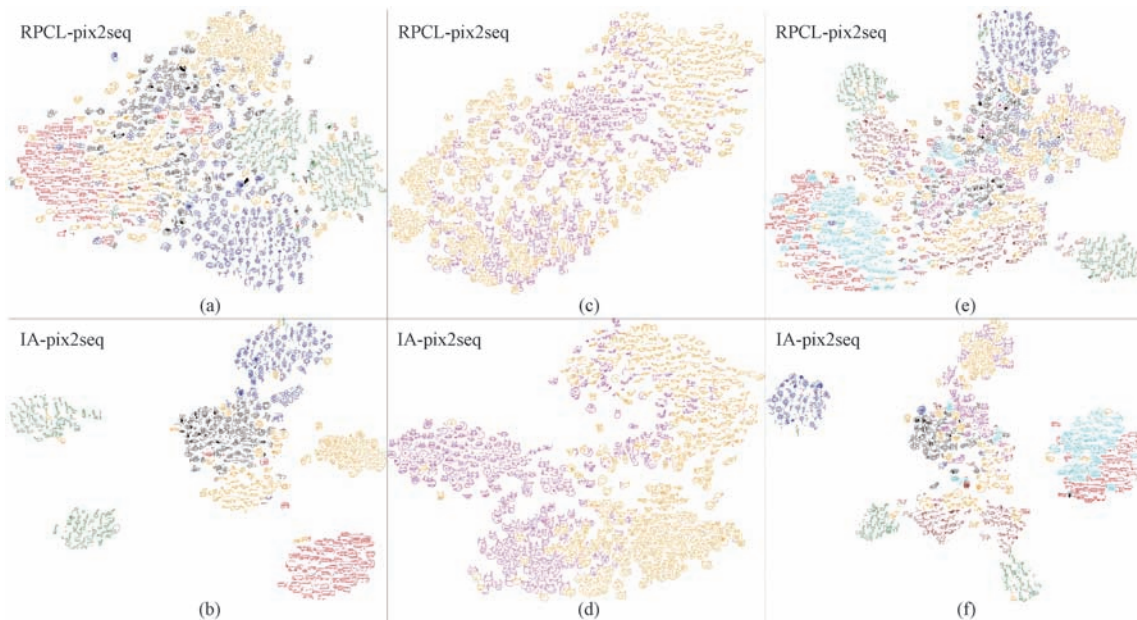 RPCL-pix2seq
RPCL-pix2seq
RPCL-pix2seq
(a)
(c)
(e)
IA-pix2seq
IA-pix2seq
IA-pix2seq
(b)
(d)
(f)